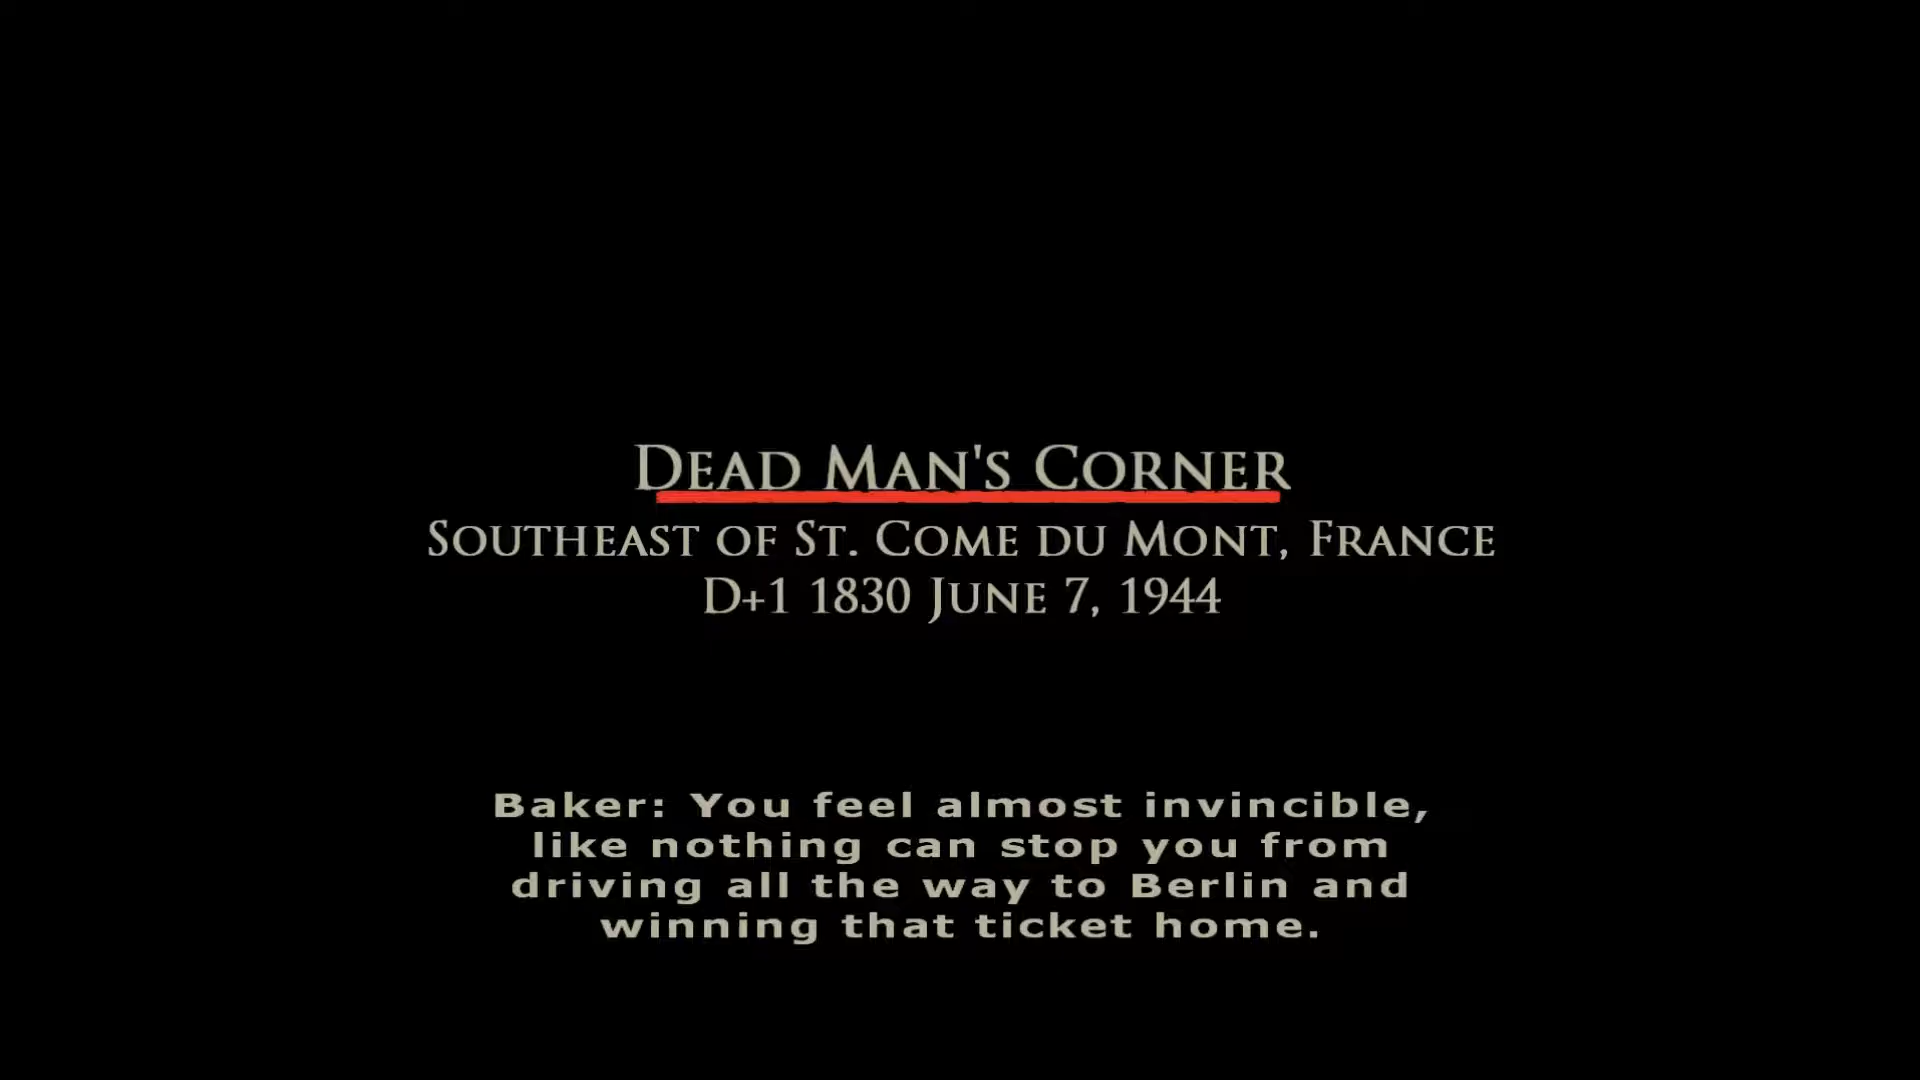 Dead Man's Corner
Southeast of St. Come du Mont, France
D+1 1830 June 7, 1944
Baker: You feel almost invincible,
like nothing can stop you from
driving all the way to Berlin and
winning that ticket home.